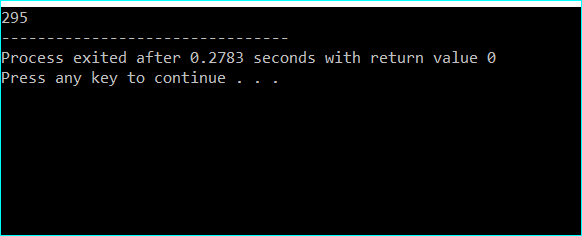 295
--------------------------------
Process exited after 0.2783 seconds with return value 0
Press any key to continue . . .